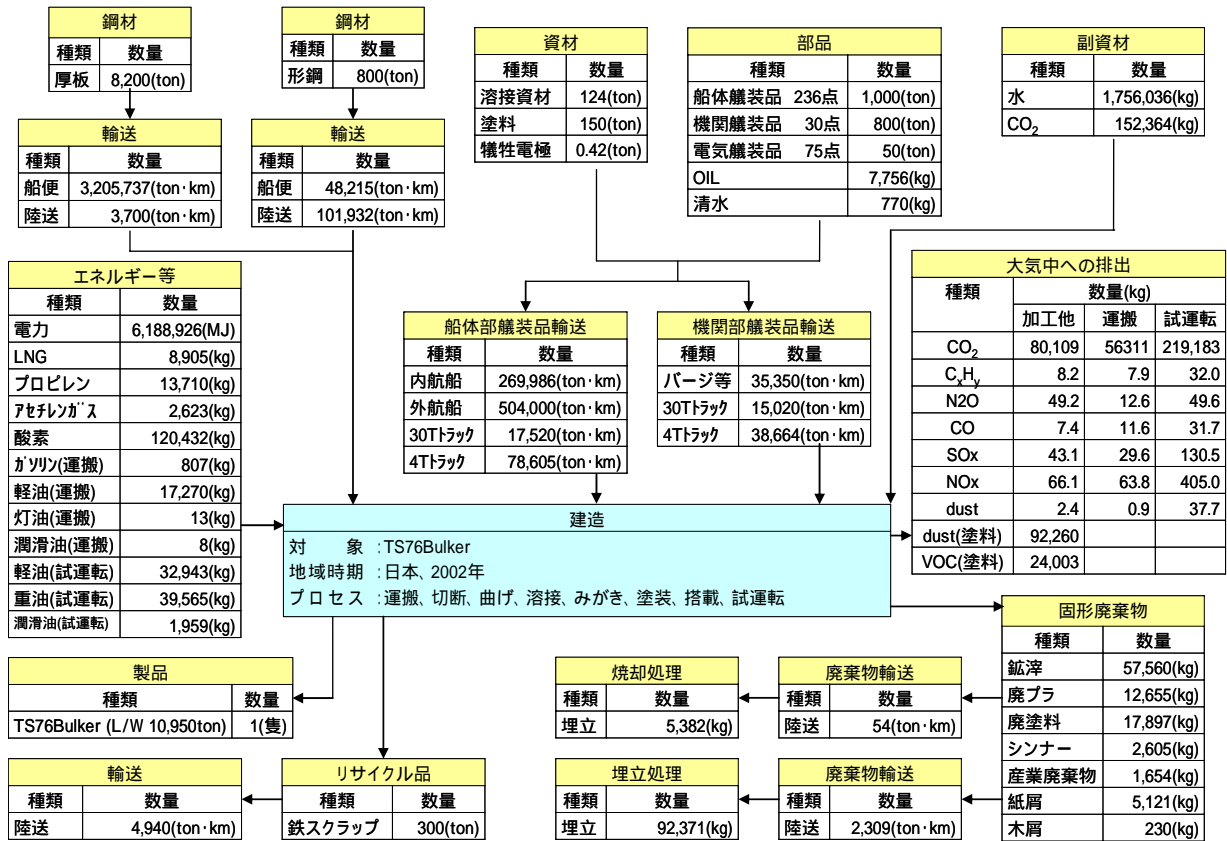 鋼材
種類 数量
厚板 8,200(ton)
鋼材
種類 数量
形鋼 800(ton)
資材
種類 数量
溶接資材 124(ton)
塗料 150(ton)
犠牲電極 0.42(ton)
部品
種類 数量
船体艤装品 236点 1,000(ton)
機関艤装品 30点 800(ton)
電気艤装品 75点 50(ton)
OIL 7,756(kg)
清水 770(kg)
副資材
種類 数量
水 1,756,036(kg)
CO2 152,364(kg)
輸送
種類 数量
船便 3,205,737(ton·km)
陸送 3,700(ton·km)
輸送
種類 数量
船便 48,215(ton·km)
陸送 101,932(ton·km)
エネルギー等
種類 数量
電力 6,188,926(MJ)
LNG 8,905(kg)
プロピレン 13,710(kg)
アセチレンガス 2,623(kg)
酸素 120,432(kg)
ガソリン(運搬) 807(kg)
軽油(運搬) 17,270(kg)
灯油(運搬) 13(kg)
潤滑油(運搬) 8(kg)
軽油(試運転) 32,943(kg)
重油(試運転) 39,565(kg)
潤滑油(試運転) 1,959(kg)
船体部艤装品輸送
種類 数量
内航船 269,986(ton·km)
外航船 504,000(ton·km)
30Tトラック 17,520(ton·km)
4Tトラック 78,605(ton·km)
機関部艤装品輸送
種類 数量
バージ等 35,350(ton·km)
30Tトラック 15,020(ton·km)
4Tトラック 38,664(ton·km)
大気中への排出
種類 数量(kg)
加工他 運搬 試運転
CO2 80,109 56311 219,183
CxHy 8.2 7.9 32.0
N2O 49.2 12.6 49.6
CO 7.4 11.6 31.7
SOx 43.1 29.6 130.5
NOx 66.1 63.8 405.0
dust 2.4 0.9 37.7
dust(塗料) 92,260
VOC(塗料) 24,003
建造
対 象 :TS76Bulker
地域時期 :日本、2002年
プロセス :運搬、切断、曲げ、溶接、みがき、塗装、搭載、試運転
固形廃棄物
種類 数量
鉱滓 57,560(kg)
廃プラ 12,655(kg)
廃塗料 17,897(kg)
シンナー 2,605(kg)
産業廃棄物 1,654(kg)
紙屑 5,121(kg)
木屑 230(kg)
製品
種類 数量
TS76Bulker (L/W 10,950ton) 1(隻)
焼却処理
種類 数量
埋立 5,382(kg)
廃棄物輸送
種類 数量
陸送 54(ton·km)
輸送
種類 数量
陸送 4,940(ton·km)
リサイクル品
種類 数量
鉄スクラップ 300(ton)
埋立処理
種類 数量
埋立 92,371(kg)
廃棄物輸送
種類 数量
陸送 2,309(ton·km)